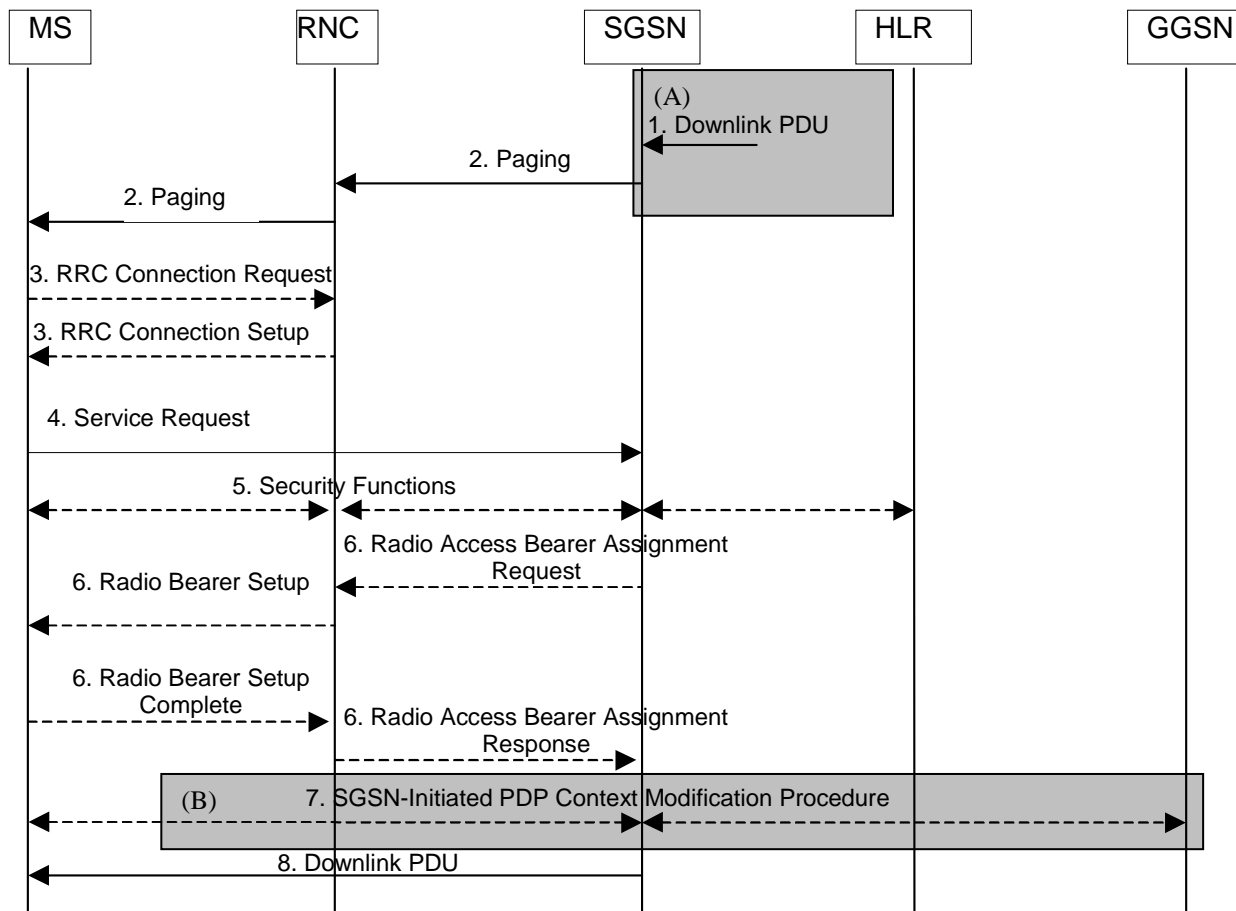 MS
RNC
SGSN
HLR
GGSN
(A)
1. Downlink PDU
2. Paging
2. Paging
3. RRC Connection Request
3. RRC Connection Setup
4. Service Request
5. Security Functions
6. Radio Access Bearer Assignment
Request
6. Radio Bearer Setup
6. Radio Bearer Setup
Complete
6. Radio Access Bearer Assignment
Response
(B)
7. SGSN-Initiated PDP Context Modification Procedure
8. Downlink PDU